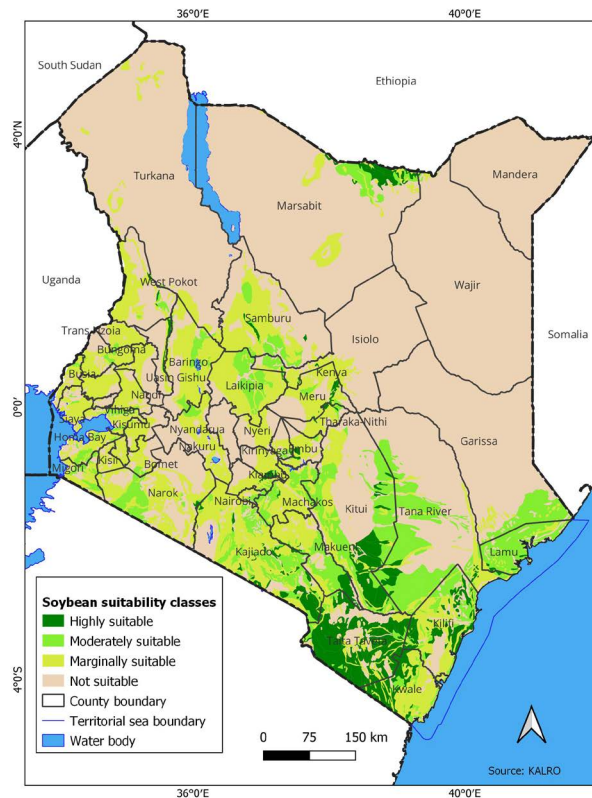 36°0'E
40°0'E
South Sudan
Ethiopia
4°0'N
Turkana
Mandera
Marsabit
Uganda
West Pokot
Wajir
Samburu
Somalia
Trans Nzoia
Isiolo
Bungoma
Baringo
Uasin Gishu
Kenya
Busia
Laikipia
Meru
Nandi
0°0'
Vihiga
Tharaka-Nithi
Siaya
Kisumu
Nyandarua
Nyeri
Garissa
Homa Bay
Nakuru
Kirinyaga
Embu
Kisii
Bomet
Migori
Kiambu
Narok
Nairobi
Machakos
Kitui
Tana River
Makueni
Lamu
Kajiado
Soybean suitability classes
Highly suitable
Moderately suitable
Marginally suitable
Not suitable
County boundary
Territorial sea boundary
Water body
Kilifi
Taita Taveta
4°0'S
Kwale
0 75 150 km
Source: KALRO
36°0'E
40°0'E